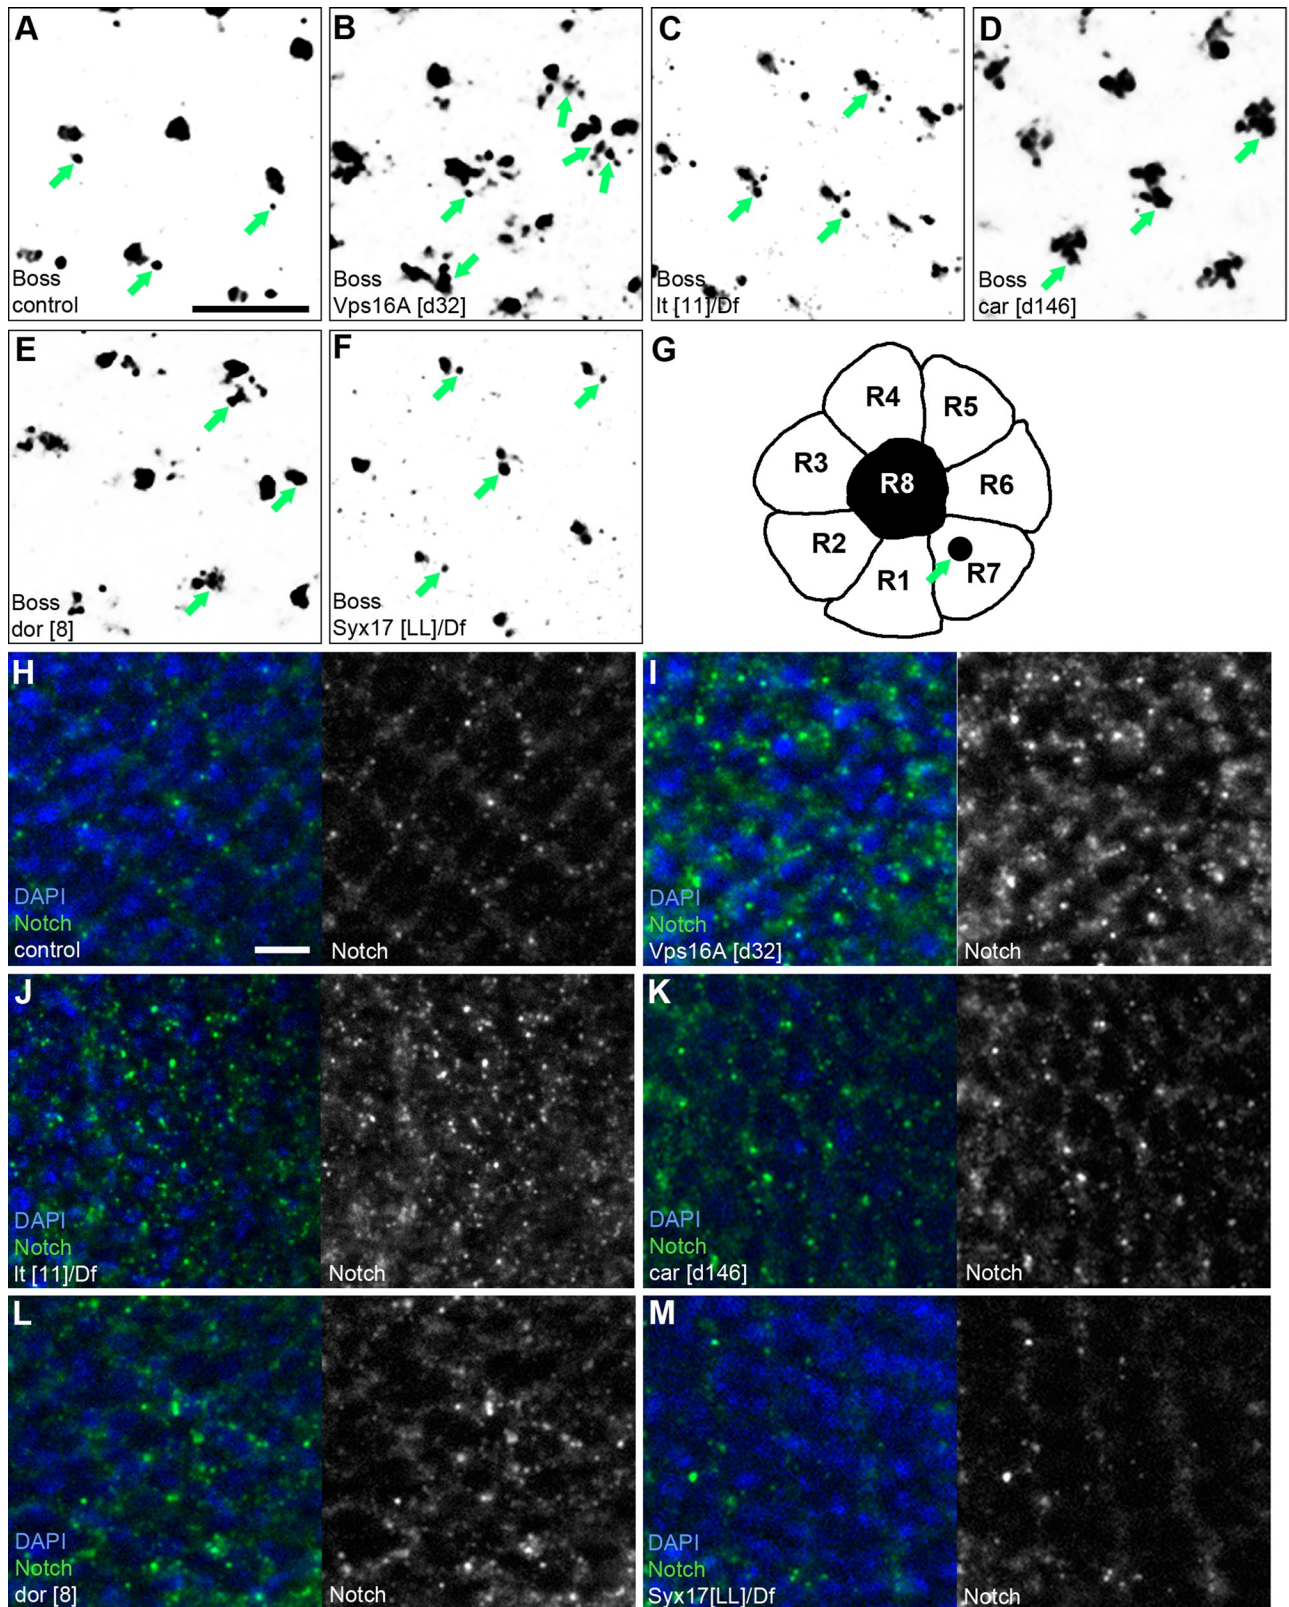 A
Boss
control
B
Boss
Vps16A [d32]
C
Boss
lt [11]/Df
D
Boss
car [d146]
E
Boss
dor [8]
F
Boss
Syx17 [LL]/Df
G
R4
R5
R3
R8
R6
R2
R1
R7
H
DAPI
Notch
control
Notch
I
DAPI
Notch
Vps16A [d32]
Notch
J
DAPI
Notch
lt [11]/Df
Notch
K
DAPI
Notch
car [d146]
Notch
L
DAPI
Notch
dor [8]
Notch
M
DAPI
Notch
Syx17[LL]/Df
Notch